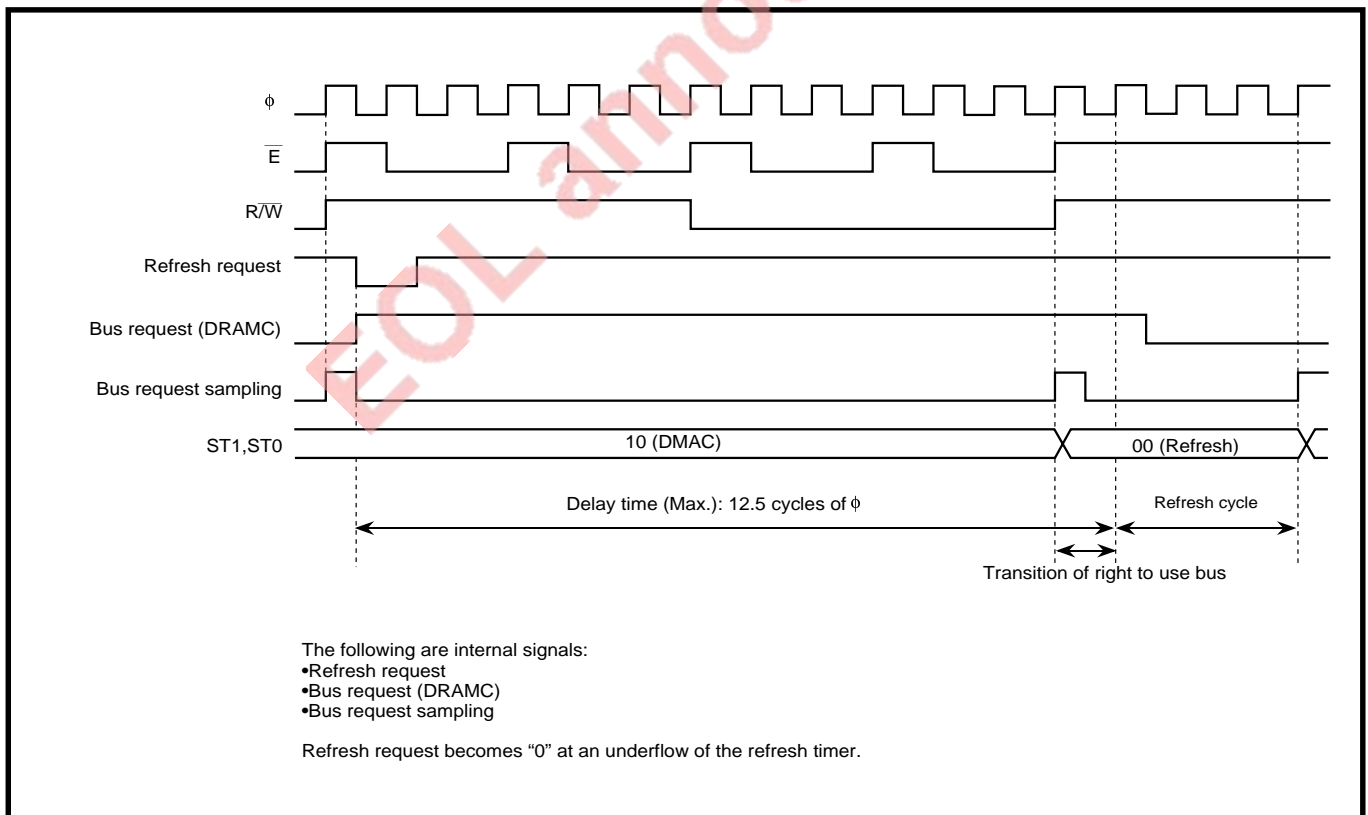 EOL anno
ϕ
E
R/W
Refresh request
Bus request (DRAMC)
Bus request sampling
ST1,ST0
10 (DMAC)
00 (Refresh)
Delay time (Max.): 12.5 cycles of ϕ
Refresh cycle
Transition of right to use bus
The following are internal signals:
•Refresh request
•Bus request (DRAMC)
•Bus request sampling
Refresh request becomes “0” at an underflow of the refresh timer.